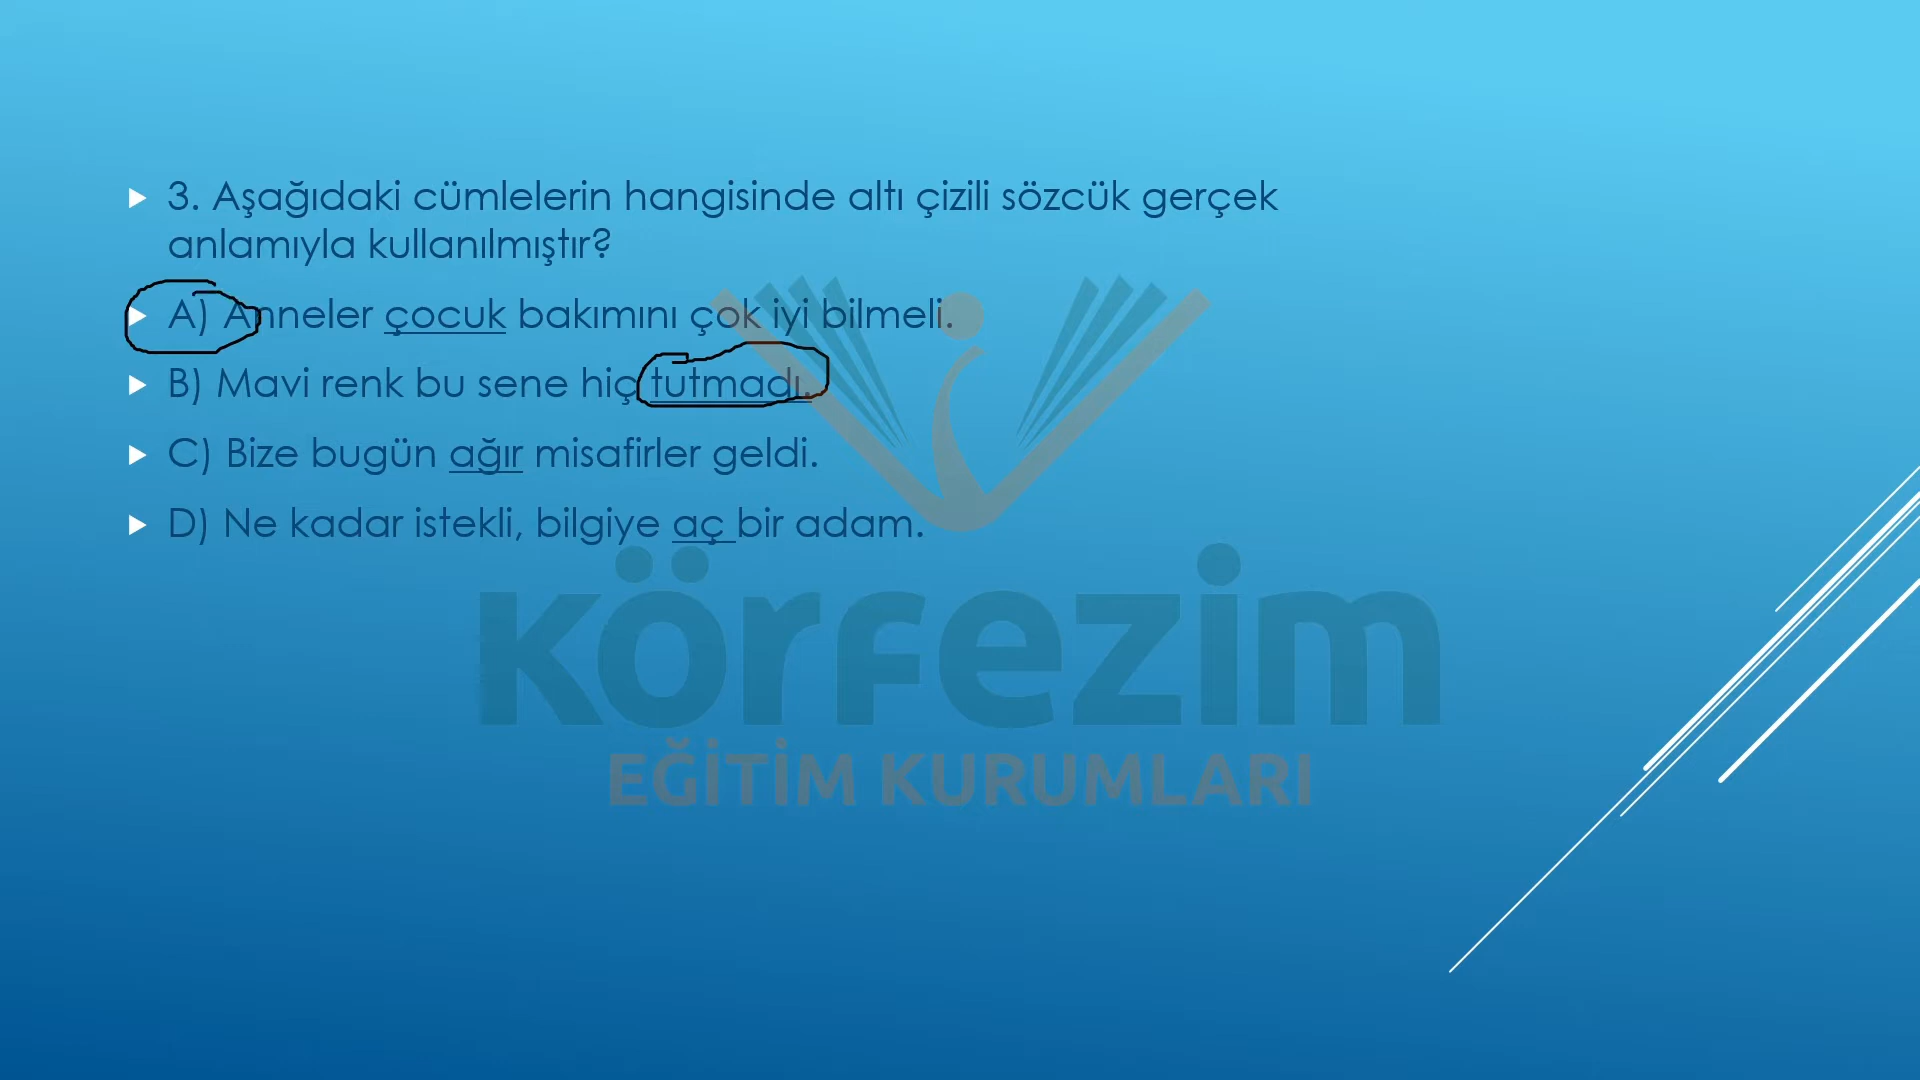 3. Aşağıdaki cümlelerin hangisinde altı çizili sözcük gerçek
anlamıyla kullanılmıştır?
A) Anneler çocuk bakımını çok iyi bilmeli.
B) Mavi renk bu sene hiç tutmadı.
C) Bize bugün ağır misafirler geldi.
D) Ne kadar istekli, bilgiye aç bir adam.
körfezim
EĞİTİM KURUMLARI